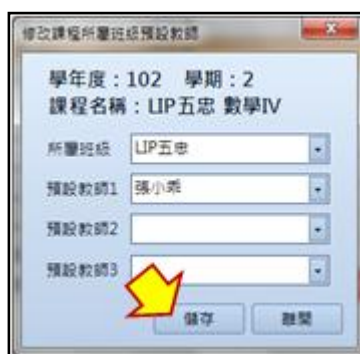 修改課程所屬班級預設教師
學年度：102 學期：2
課程名稱：LIP五忠 數學IV
所屬班級 LIP五忠
預設教師1 張小乖
預設教師2
預設教師3
儲存 離開